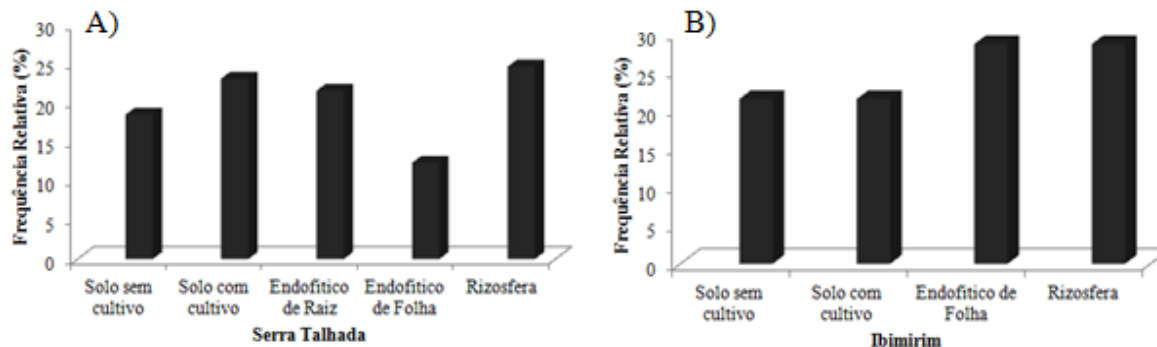 A)
Frequência Relativa (%)
30
25
20
15
10
5
0
Solo sem cultivo
Solo com cultivo
Endofítico de Raiz
Endofítico de Folha
Rizosfera
Serra Talhada
B)
Frequência Relativa (%)
30
25
20
15
10
5
0
Solo sem cultivo
Solo com cultivo
Endofítico de Folha
Rizosfera
Ibimirim